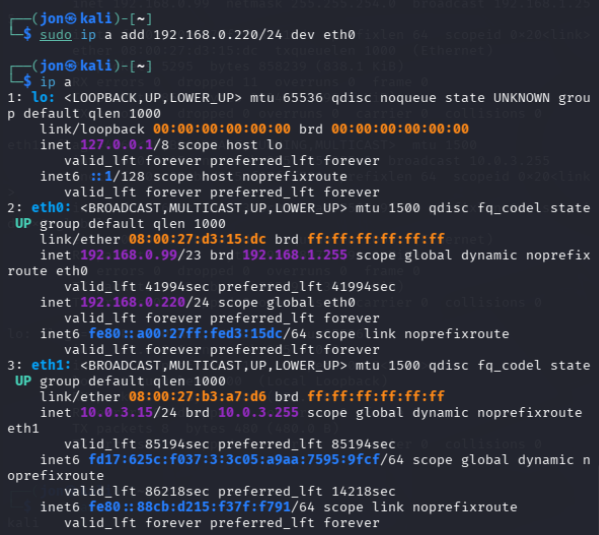 ┌──(jon㉿kali)-[~]
└─$ sudo ip a add 192.168.0.220/24 dev eth0
┌──(jon㉿kali)-[~]
└─$ ip a
1: lo: <LOOPBACK,UP,LOWER_UP> mtu 65536 qdisc noqueue state UNKNOWN grou
p default qlen 1000
link/loopback 00:00:00:00:00:00 brd 00:00:00:00:00:00
inet 127.0.0.1/8 scope host lo
valid_lft forever preferred_lft forever
inet6 ::1/128 scope host noprefixroute
valid_lft forever preferred_lft forever
2: eth0: <BROADCAST,MULTICAST,UP,LOWER_UP> mtu 1500 qdisc fq_codel state
UP group default qlen 1000
link/ether 08:00:27:d3:15:dc brd ff:ff:ff:ff:ff:ff
inet 192.168.0.99/23 brd 192.168.1.255 scope global dynamic noprefix
route eth0
valid_lft 41994sec preferred_lft 41994sec
inet 192.168.0.220/24 scope global eth0
valid_lft forever preferred_lft forever
inet6 fe80::a00:27ff:fed3:15dc/64 scope link noprefixroute
valid_lft forever preferred_lft forever
3: eth1: <BROADCAST,MULTICAST,UP,LOWER_UP> mtu 1500 qdisc fq_codel state
UP group default qlen 1000
link/ether 08:00:27:b3:a7:d6 brd ff:ff:ff:ff:ff:ff
inet 10.0.3.15/24 brd 10.0.3.255 scope global dynamic noprefixroute
eth1
valid_lft 85194sec preferred_lft 85194sec
inet6 fd17:625c:f037:3:3c05:a9aa:7595:9fcf/64 scope global dynamic n
oprefixroute
valid_lft 86218sec preferred_lft 14218sec
inet6 fe80::88cb:d215:f37f:f791/64 scope link noprefixroute
valid_lft forever preferred_lft forever